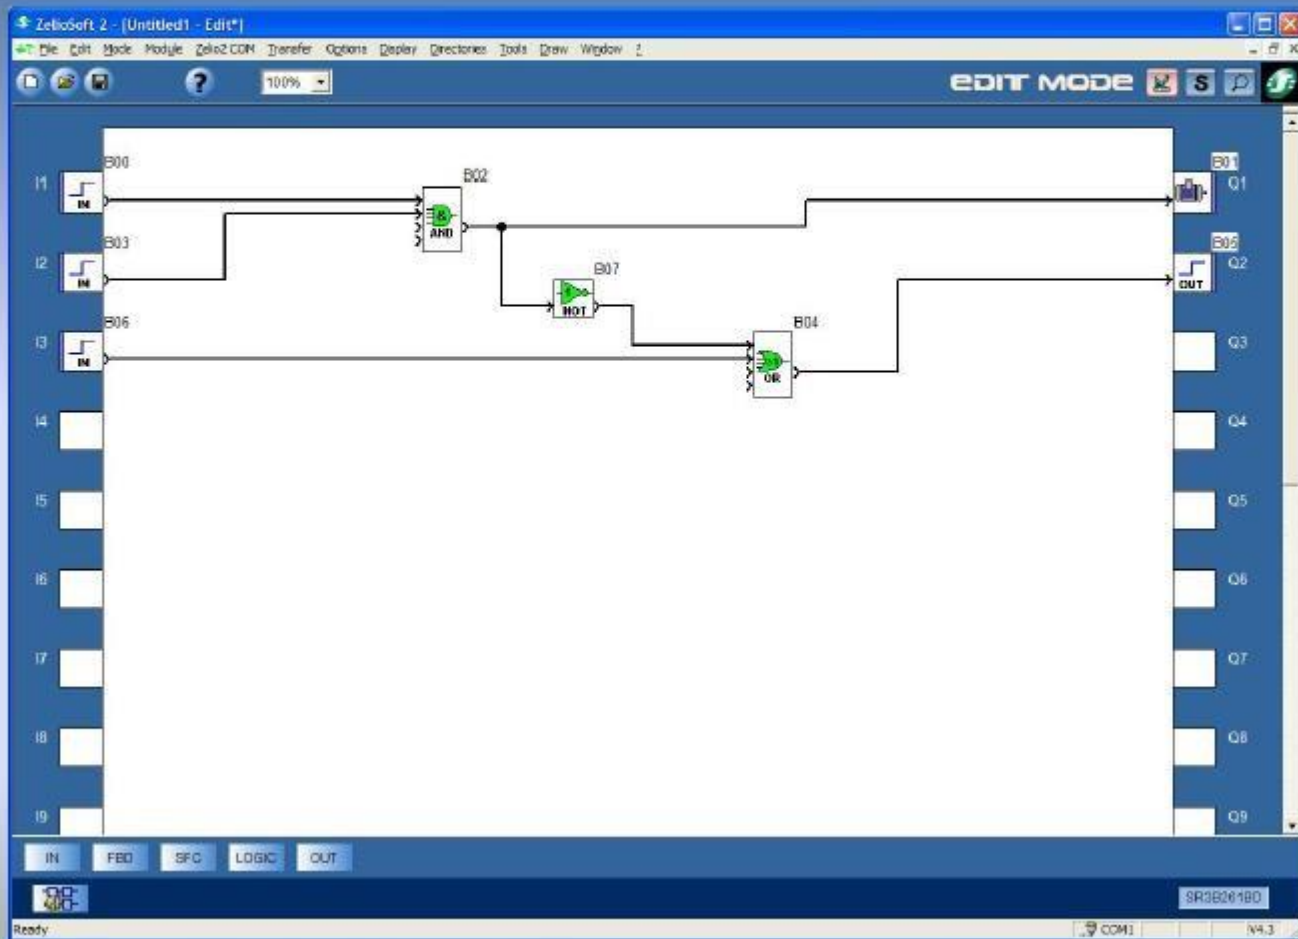 ZelioSoft 2 - [Untitled1 - Edit*]
File Edit Mode Module Zelio2 COM Transfer Options Display Directories Tools Draw Window ?
? 100% EDIT MODE S
B00 B01
I1 IN B02 Q1
& AND
B03 B05
I2 IN B07 Q2
NOT OUT
B06 B04
I3 IN Q3
OR
I4 Q4
I5 Q5
I6 Q6
I7 Q7
I8 Q8
I9 Q9
IN FBD SFC LOGIC OUT
SR3B261BD
Ready COM1 V4.3